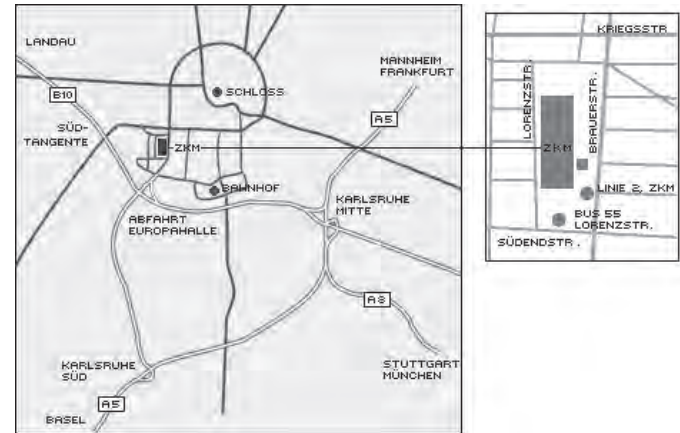 LANDAU
MANNHEIM
FRANKFURT
B10
SCHLOSS
A5
SÜD-
TANGENTE
ZKM
BAHNHOF
KARLSRUHE
MITTE
ABFAHRT
EUROPAHALLE
A8
KARLSRUHE
SÜD
STUTTGART
MÜNCHEN
A5
BASEL
KRIEGSSTR
LORENZSTR.
BRAUERSTR.
ZKM
LINIE 2, ZKM
BUS 55
LORENZSTR.
SÜDENDSTR.